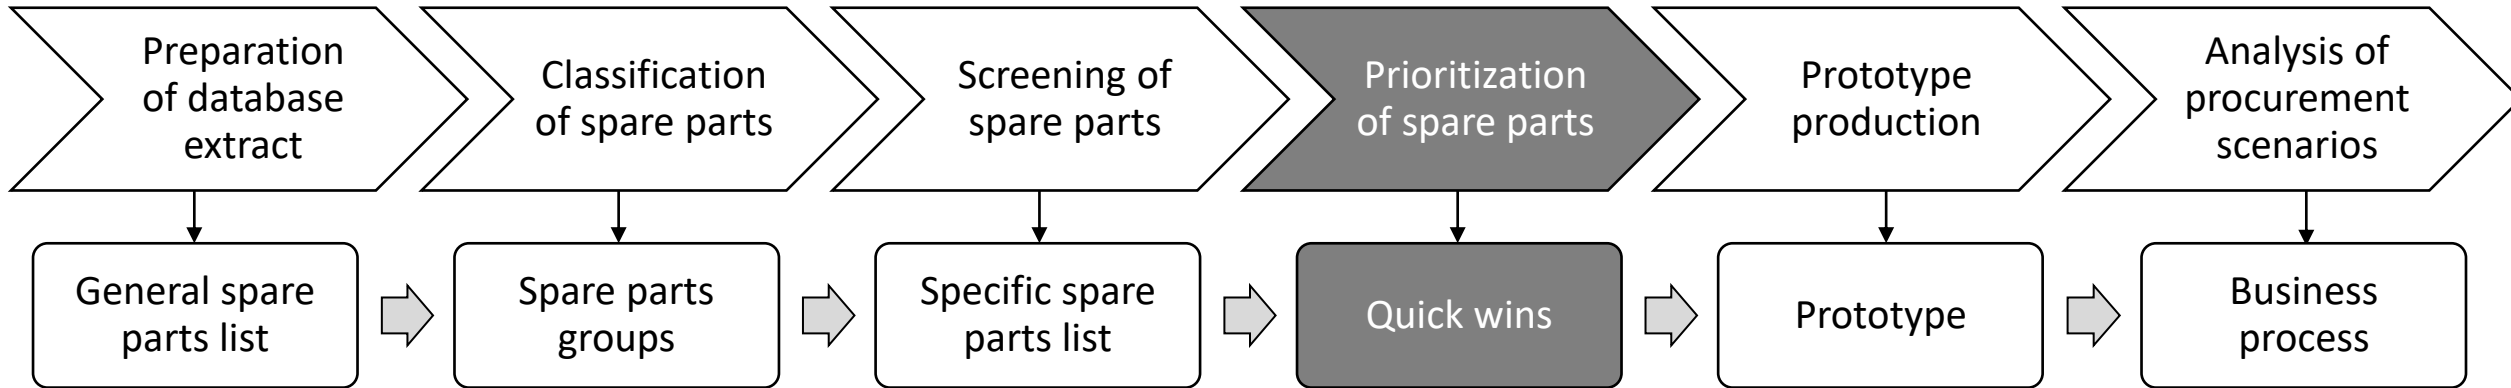 Preparation
of database
extract
Classification
of spare parts
Screening of
spare parts
Prioritization
of spare parts
Prototype
production
Analysis of
procurement
scenarios
General spare
parts list
Spare parts
groups
Specific spare
parts list
Quick wins
Prototype
Business
process